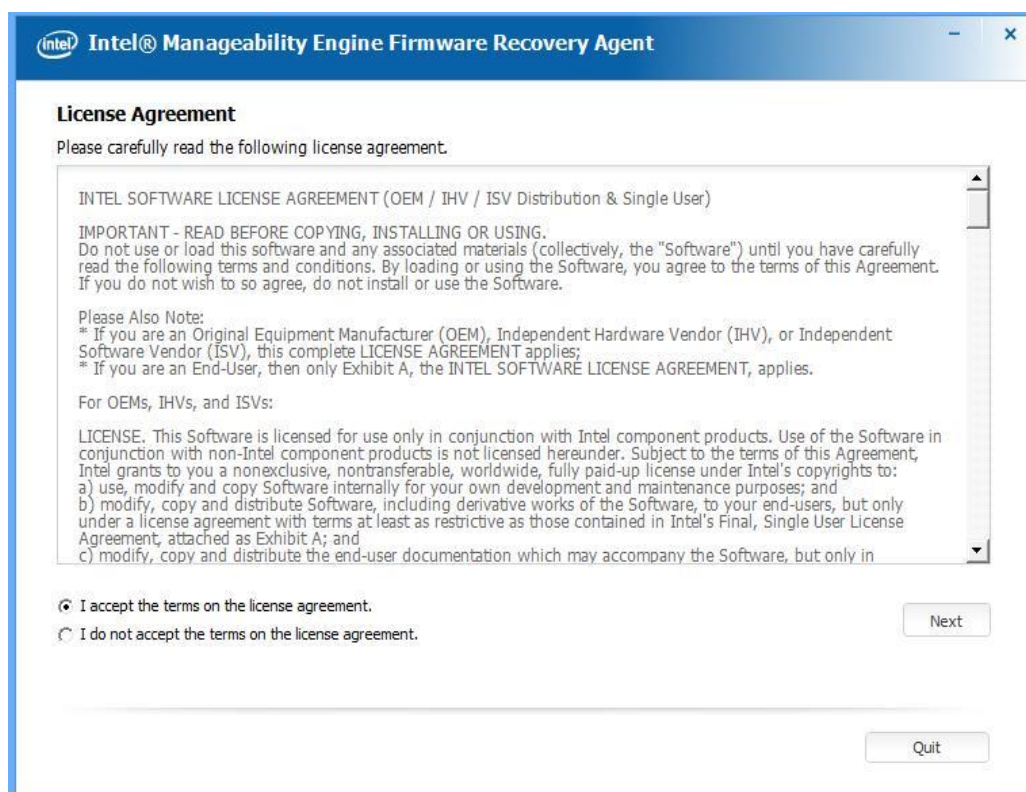 intel Intel® Manageability Engine Firmware Recovery Agent
License Agreement
Please carefully read the following license agreement.
INTEL SOFTWARE LICENSE AGREEMENT (OEM / IHV / ISV Distribution & Single User)
IMPORTANT - READ BEFORE COPYING, INSTALLING OR USING.
Do not use or load this software and any associated materials (collectively, the "Software") until you have carefully
read the following terms and conditions. By loading or using the Software, you agree to the terms of this Agreement.
If you do not wish to so agree, do not install or use the Software.
Please Also Note:
* If you are an Original Equipment Manufacturer (OEM), Independent Hardware Vendor (IHV), or Independent
Software Vendor (ISV), this complete LICENSE AGREEMENT applies;
* If you are an End-User, then only Exhibit A, the INTEL SOFTWARE LICENSE AGREEMENT, applies.
For OEMs, IHVs, and ISVs:
LICENSE. This Software is licensed for use only in conjunction with Intel component products. Use of the Software in
conjunction with non-Intel component products is not licensed hereunder. Subject to the terms of this Agreement,
Intel grants to you a nonexclusive, nontransferable, worldwide, fully paid-up license under Intel's copyrights to:
a) use, modify and copy Software internally for your own development and maintenance purposes; and
b) modify, copy and distribute Software, including derivative works of the Software, to your end-users, but only
under a license agreement with terms at least as restrictive as those contained in Intel's Final, Single User License
Agreement, attached as Exhibit A; and
c) modify, copy and distribute the end-user documentation which may accompany the Software, but only in
I accept the terms on the license agreement.
I do not accept the terms on the license agreement.
Next
Quit